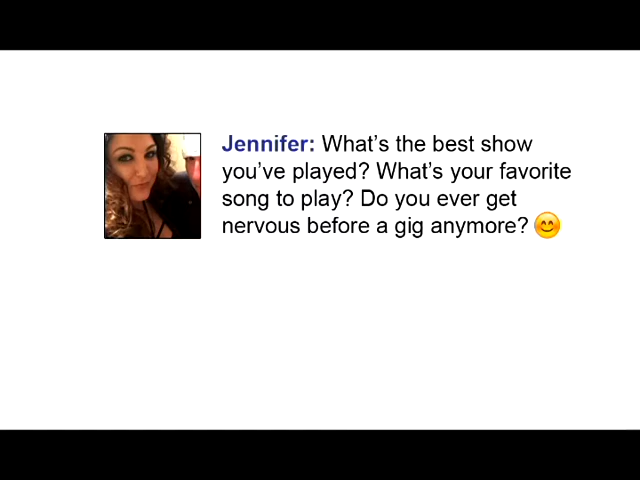 Jennifer: What’s the best show
you’ve played? What’s your favorite
song to play? Do you ever get
nervous before a gig anymore? 😊